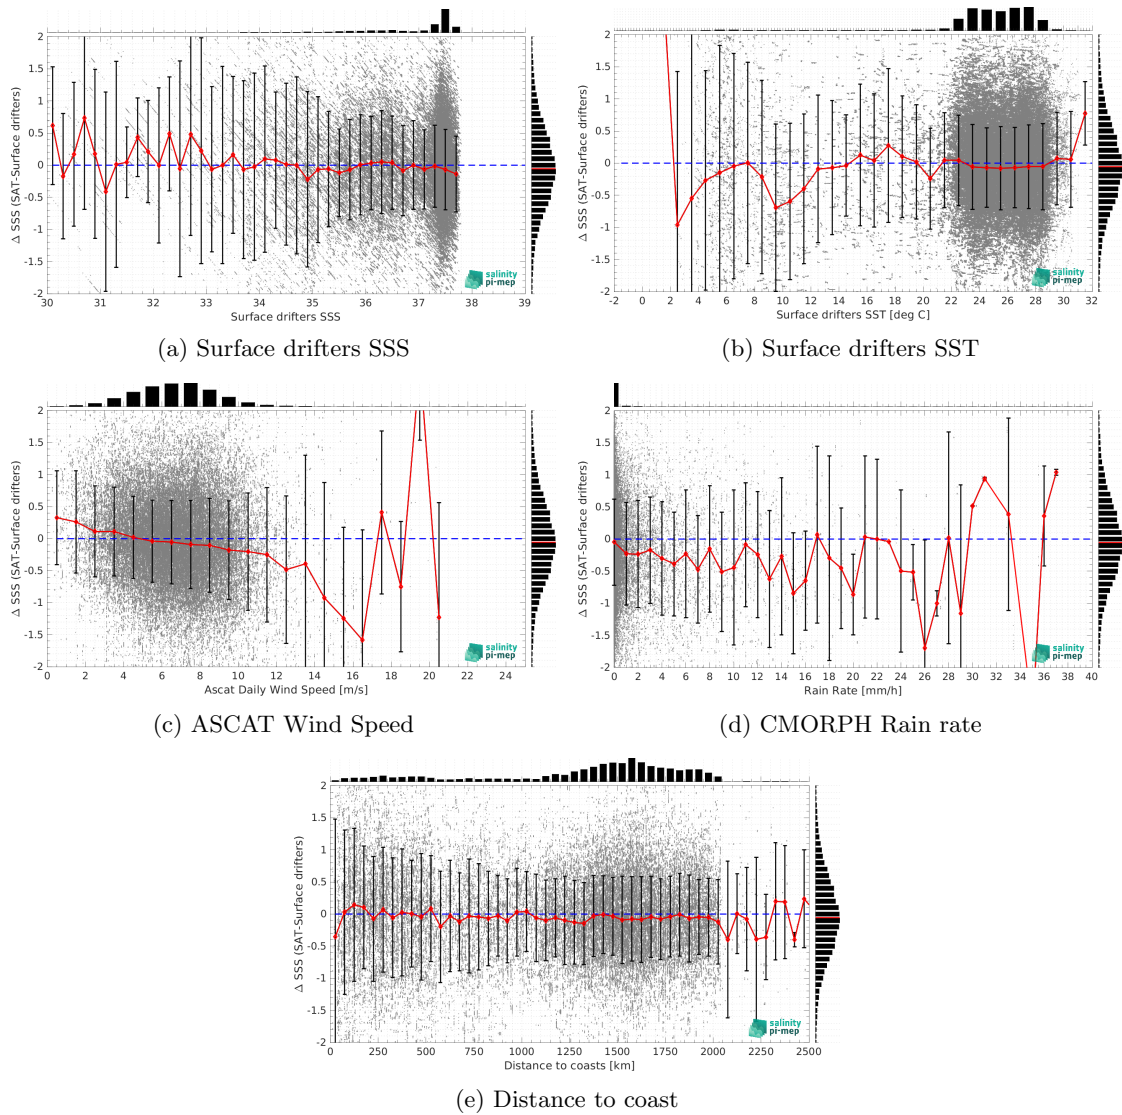 2
1.5
1
0.5
0
-0.5
-1
-1.5
-2
Δ SSS (SAT-Surface drifters)
30 31 32 33 34 35 36 37 38 39
Surface drifters SSS
salinity
pi-mep
(a) Surface drifters SSS
2
1.5
1
0.5
0
-0.5
-1
-1.5
-2
Δ SSS (SAT-Surface drifters)
-2 0 2 4 6 8 10 12 14 16 18 20 22 24 26 28 30 32
Surface drifters SST [deg C]
salinity
pi-mep
(b) Surface drifters SST
2
1.5
1
0.5
0
-0.5
-1
-1.5
-2
Δ SSS (SAT-Surface drifters)
0 2 4 6 8 10 12 14 16 18 20 22 24
Ascat Daily Wind Speed [m/s]
salinity
pi-mep
(c) ASCAT Wind Speed
2
1.5
1
0.5
0
-0.5
-1
-1.5
-2
Δ SSS (SAT-Surface drifters)
0 2 4 6 8 10 12 14 16 18 20 22 24 26 28 30 32 34 36 38 40
Rain Rate [mm/h]
salinity
pi-mep
(d) CMORPH Rain rate
2
1.5
1
0.5
0
-0.5
-1
-1.5
-2
Δ SSS (SAT-Surface drifters)
0 250 500 750 1000 1250 1500 1750 2000 2250 2500
Distance to coasts [km]
salinity
pi-mep
(e) Distance to coast